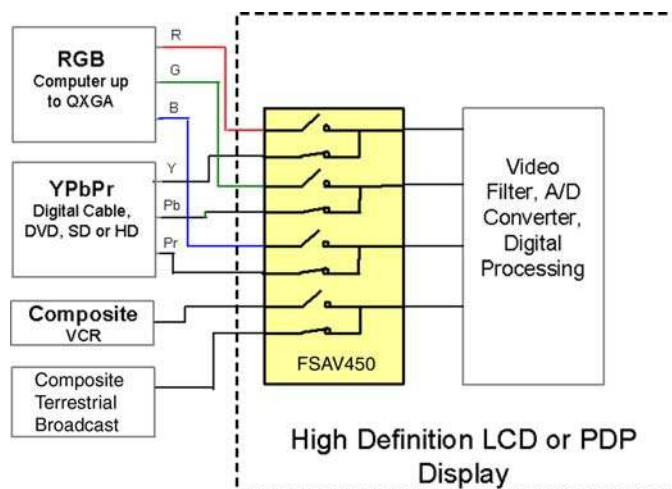 R
RGB
Computer up
to QXGA
G
B
Y
YPbPr
Digital Cable,
DVD, SD or HD
Pb
Pr
Composite
VCR
Composite
Terrestrial
Broadcast
FSAV450
Video
Filter, A/D
Converter,
Digital
Processing
High Definition LCD or PDP
Display